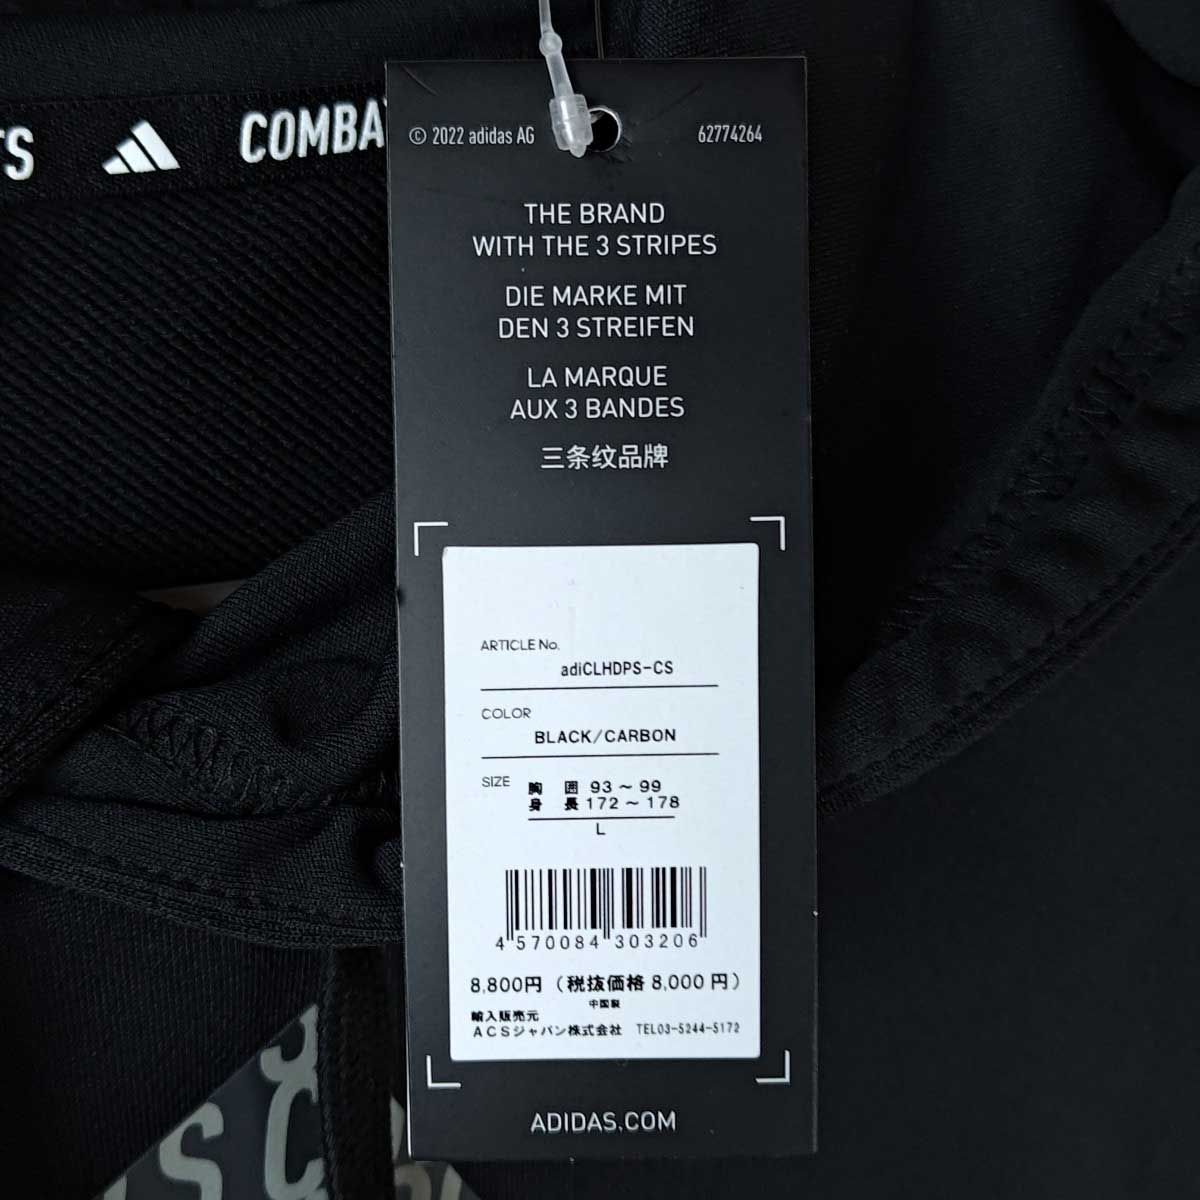 TS
COMBA
© 2022 adidas AG
62774264
THE BRAND
WITH THE 3 STRIPES
DIE MARKE MIT
DEN 3 STREIFEN
LA MARQUE
AUX 3 BANDES
三条纹品牌
ARTICLE No.
adiCLHDPS-CS
COLOR
BLACK/CARBON
SIZE
胸 囲 93～99
身 長 172～178
L
4 570084 303206
8,800円（税抜価格 8,000 円）
中国製
輸入販売元
ACSジャパン株式会社 TEL03-5244-5172
ADIDAS.COM